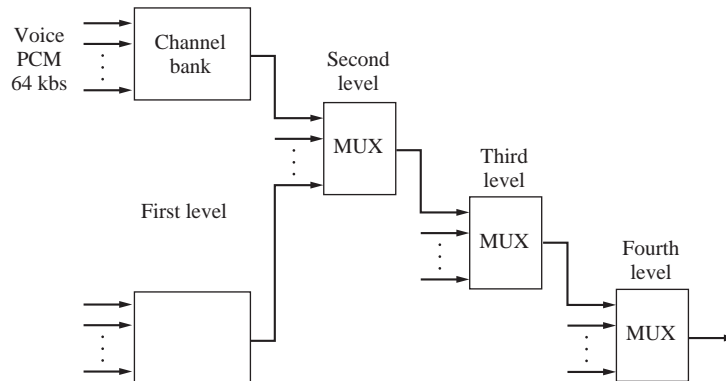 Voice
PCM
64 kbs
Channel
bank
Second
level
MUX
Third
level
MUX
First level
Fourth
level
MUX